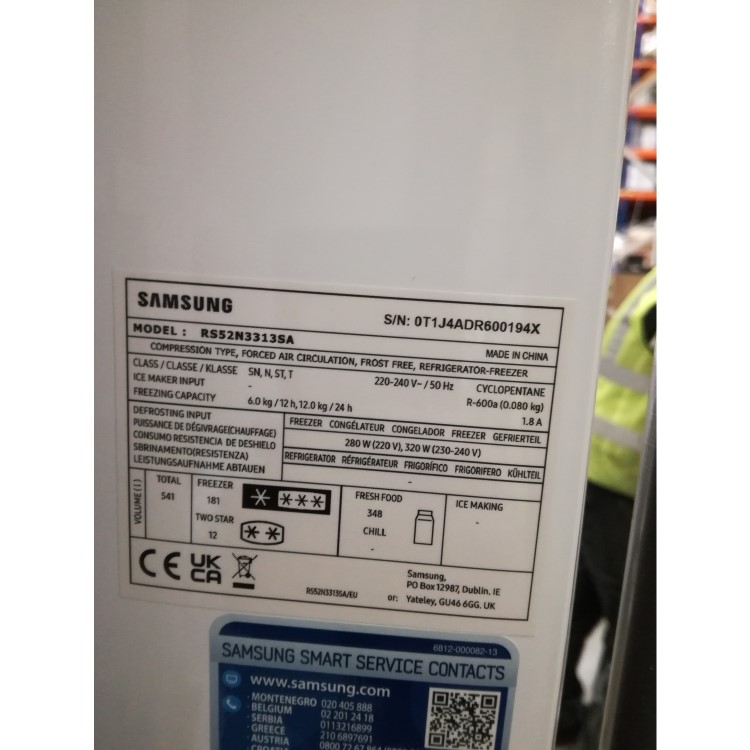 SAMSUNG
S/N: 0T1J4ADR600194X
MODEL : RS52N3313SA
MADE IN CHINA
COMPRESSION TYPE, FORCED AIR CIRCULATION, FROST FREE, REFRIGERATOR-FREEZER
CLASS / CLASSE / KLASSE SN, N, ST, T 220-240 V~ / 50 Hz CYCLOPENTANE
ICE MAKER INPUT - R-600a (0.080 kg)
FREEZING CAPACITY 6.0 kg / 12 h, 12.0 kg / 24 h 1.8 A
DEFROSTING INPUT
PUISSANCE DE DÉGIVRAGE(CHAUFFAGE)
CONSUMO RESISTENCIA DE DESHIELO
SBRINAMENTO(RESISTENZA)
LEISTUNGSAUFNAHME ABTAUEN
FREEZER CONGÉLATEUR CONGELADOR FREEZER GEFRIERTEIL
280 W (220 V), 320 W (230-240 V)
REFRIGERATOR RÉFRIGÉRATEUR FRIGORÍFICO FRIGORIFERO KÜHLTEIL
-
VOLUME ( l )
TOTAL
541
FREEZER
181
TWO STAR
12
FRESH FOOD
348
CHILL
-
ICE MAKING
-
CE UK CA
RS52N3313SA/EU
Samsung,
PO Box 12987, Dublin. IE
or: Yateley, GU46 6GG. UK
6812-000082-13
SAMSUNG SMART SERVICE CONTACTS
www.samsung.com
MONTENEGRO 020 405 888
BELGIUM 02 201 24 18
SERBIA 0113216899
GREECE 210 6897691
AUSTRIA